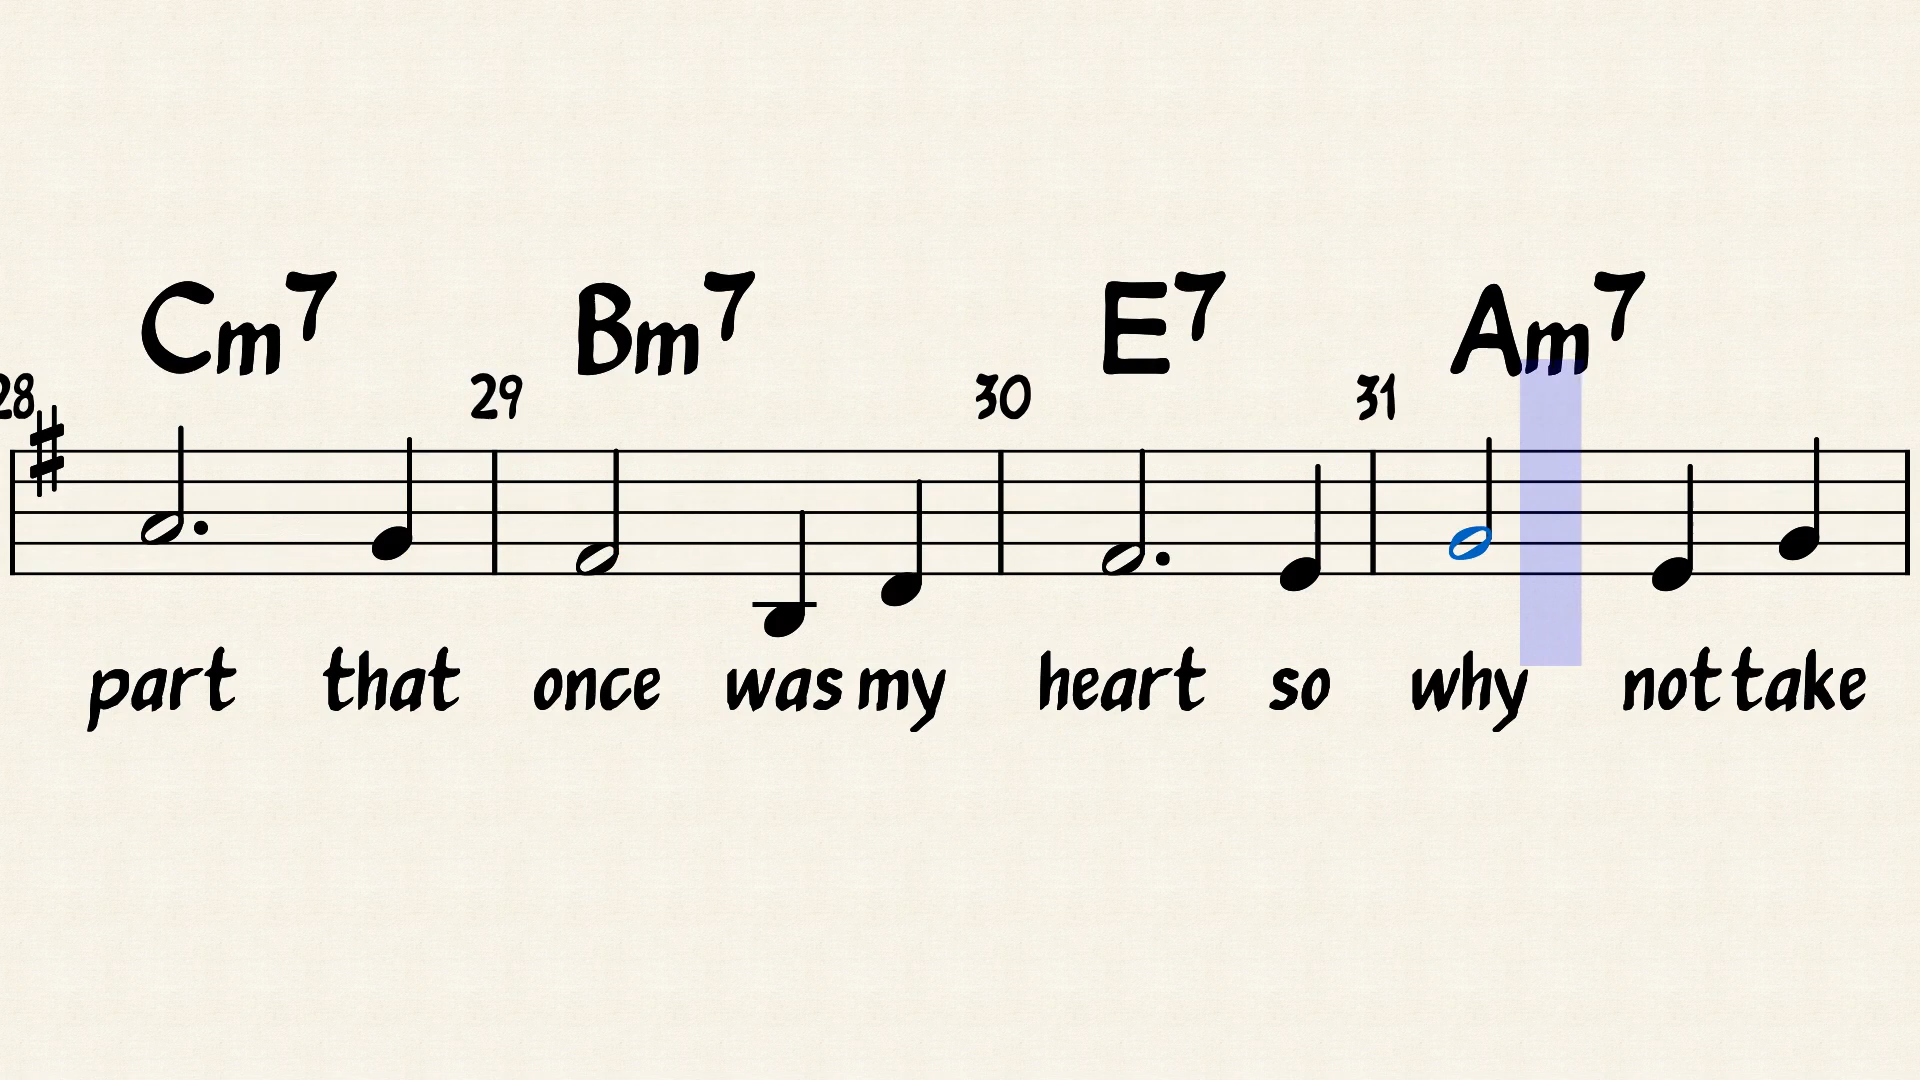 Cm7 Bm7 E7 Am7
28 29 30 31
part that once was my heart so why not take